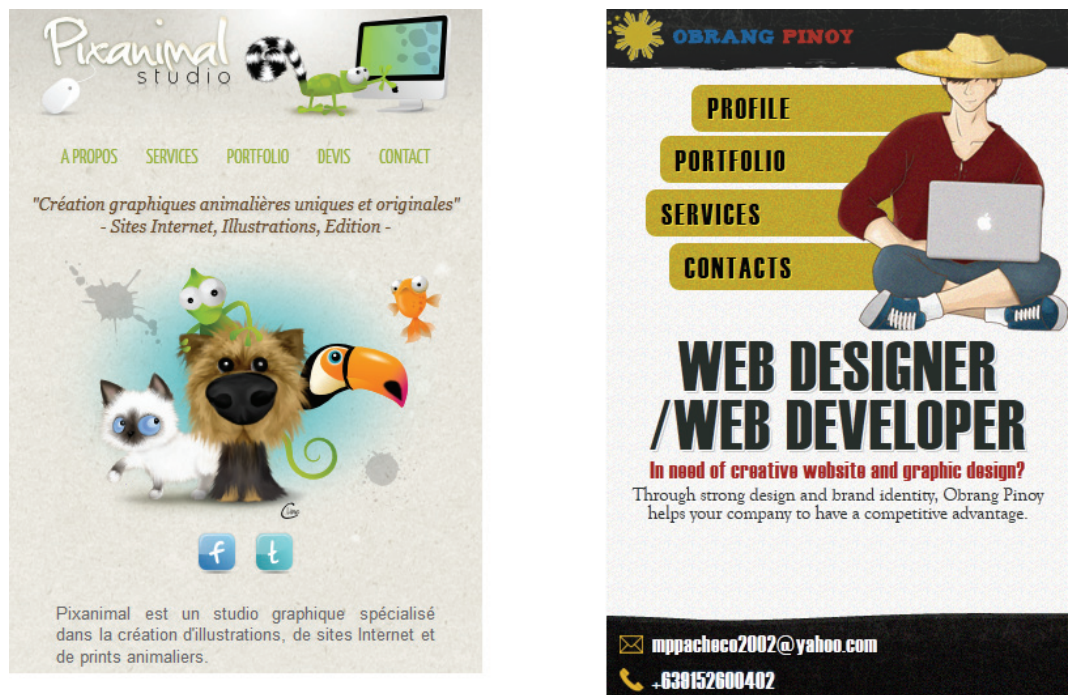 Pixanimal
studio
A PROPOS SERVICES PORTFOLIO DEVIS CONTACT
"Création graphiques animalières uniques et originales"
- Sites Internet, Illustrations, Edition -
f t
Pixanimal est un studio graphique spécialisé
dans la création d'illustrations, de sites Internet et
de prints animaliers.
OBRANG PINOY
PROFILE
PORTFOLIO
SERVICES
CONTACTS
WEB DESIGNER
/WEB DEVELOPER
In need of creative website and graphic design?
Through strong design and brand identity, Obrang Pinoy
helps your company to have a competitive advantage.
mppacheco2002@yahoo.com
+639152600402